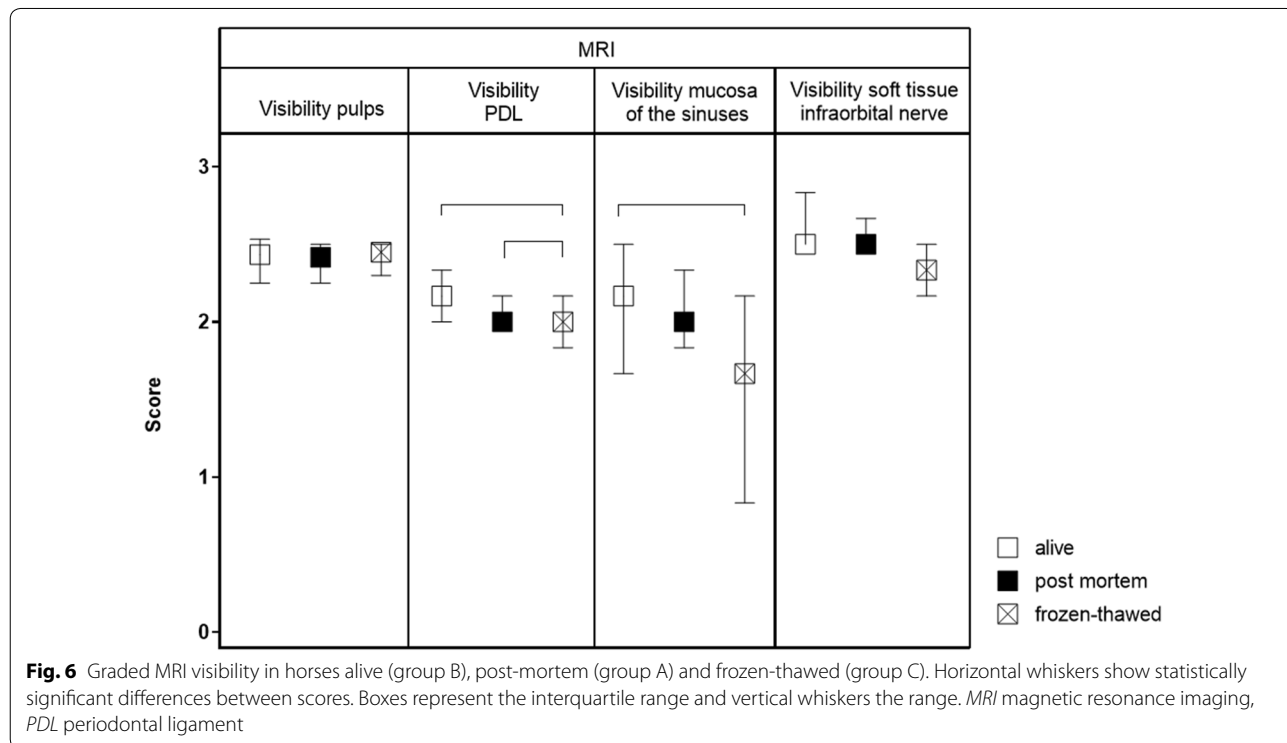 MRI
Visibility pulps
Visibility
PDL
Visibility mucosa
of the sinuses
Visibility soft tissue
infraorbital nerve
Score
3
2
1
0
alive
post mortem
frozen-thawed
Fig. 6 Graded MRI visibility in horses alive (group B), post-mortem (group A) and frozen-thawed (group C). Horizontal whiskers show statistically
significant differences between scores. Boxes represent the interquartile range and vertical whiskers the range. MRI magnetic resonance imaging,
PDL periodontal ligament